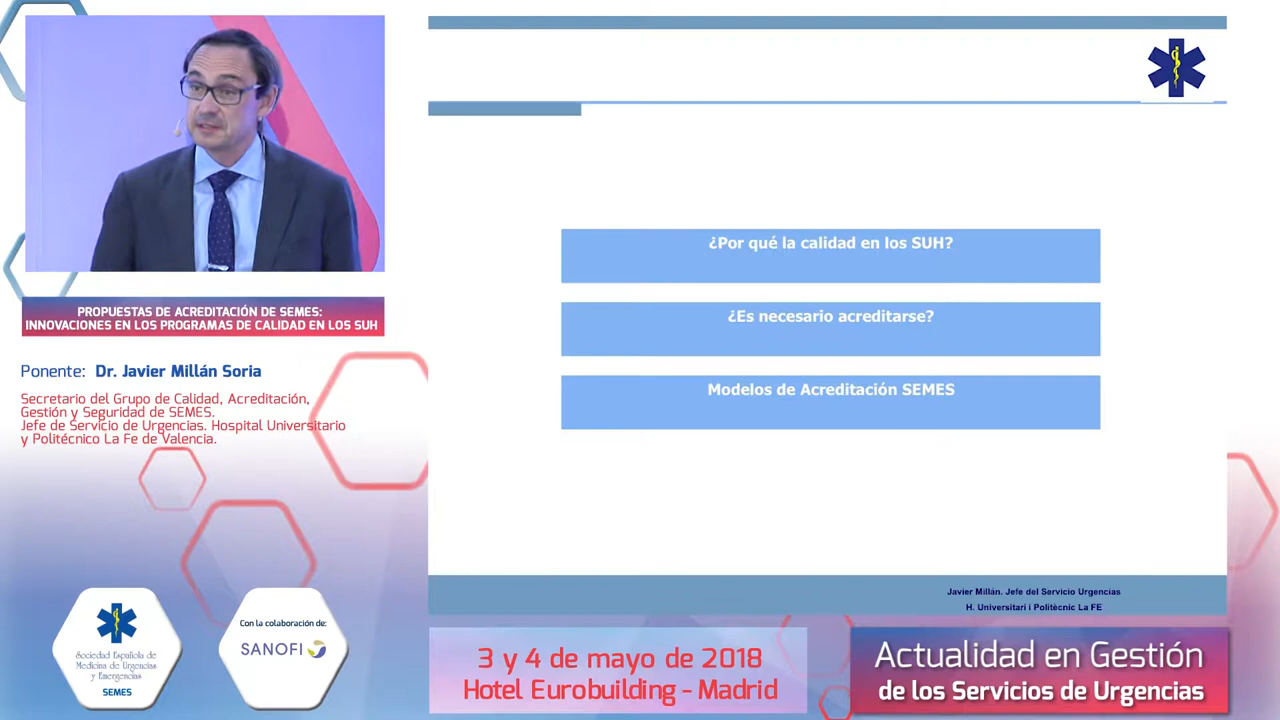 PROPUESTAS DE ACREDITACIÓN DE SEMES:
INNOVACIONES EN LOS PROGRAMAS DE CALIDAD EN LOS SUH
Ponente: Dr. Javier Millán Soria
Secretario del Grupo de Calidad, Acreditación,
Gestión y Seguridad de SEMES.
Jefe de Servicio de Urgencias. Hospital Universitario
y Politécnico La Fe de Valencia.
Sociedad Española de
Medicina de Urgencias
y Emergencias
SEMES
Con la colaboración de:
SANOFI
¿Por qué la calidad en los SUH?
¿Es necesario acreditarse?
Modelos de Acreditación SEMES
Javier Millán. Jefe del Servicio Urgencias
H. Universitari i Politècnic La FE
3 y 4 de mayo de 2018
Hotel Eurobuilding - Madrid
Actualidad en Gestión
de los Servicios de Urgencias